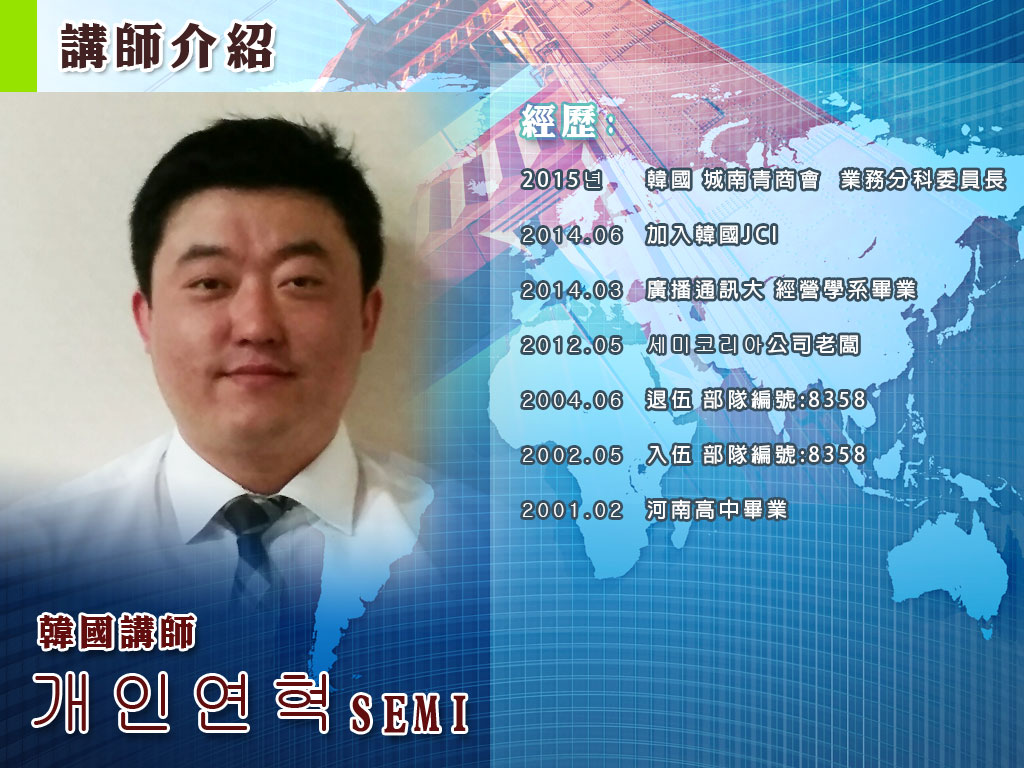 講師介紹
經歷:
2015년 韓國 城南青商會 業務分科委員長
2014.06 加入韓國JCI
2014.03 廣播通訊大 經營學系畢業
2012.05 세미코리아公司老闆
2004.06 退伍 部隊編號:8358
2002.05 入伍 部隊編號:8358
2001.02 河南高中畢業
韓國講師
개인연혁 SEMI